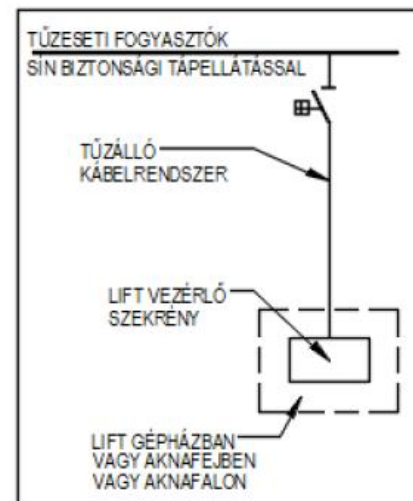 TŰZESETI FOGYASZTÓK
SÍN BIZTONSÁGI TÁPELLÁTÁSSAL
TŰZÁLLÓ
KÁBELRENDSZER
LIFT VEZÉRLŐ
SZEKRÉNY
LIFT GÉPHÁZBAN
VAGY AKNAFEJBEN
VAGY AKNAFALON